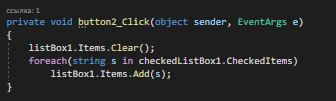 ссылка: 1
private void button2_Click(object sender, EventArgs e)
{
listBox1.Items.Clear();
foreach(string s in checkedListBox1.CheckedItems)
listBox1.Items.Add(s);
}